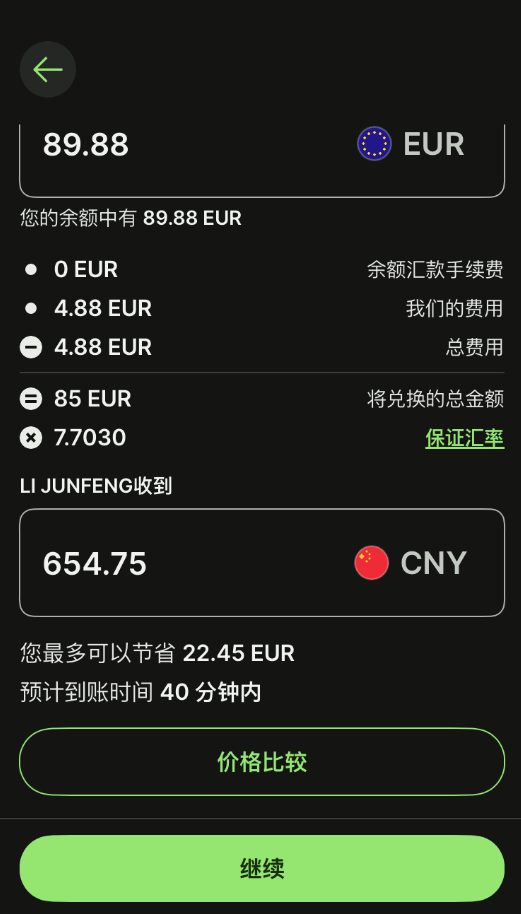 89.88 EUR
您的余额中有 89.88 EUR
0 EUR 余额汇款手续费
4.88 EUR 我们的费用
4.88 EUR 总费用
85 EUR 将兑换的总金额
7.7030 保证汇率
LI JUNFENG收到
654.75 CNY
您最多可以节省 22.45 EUR
预计到账时间 40 分钟内
价格比较
继续